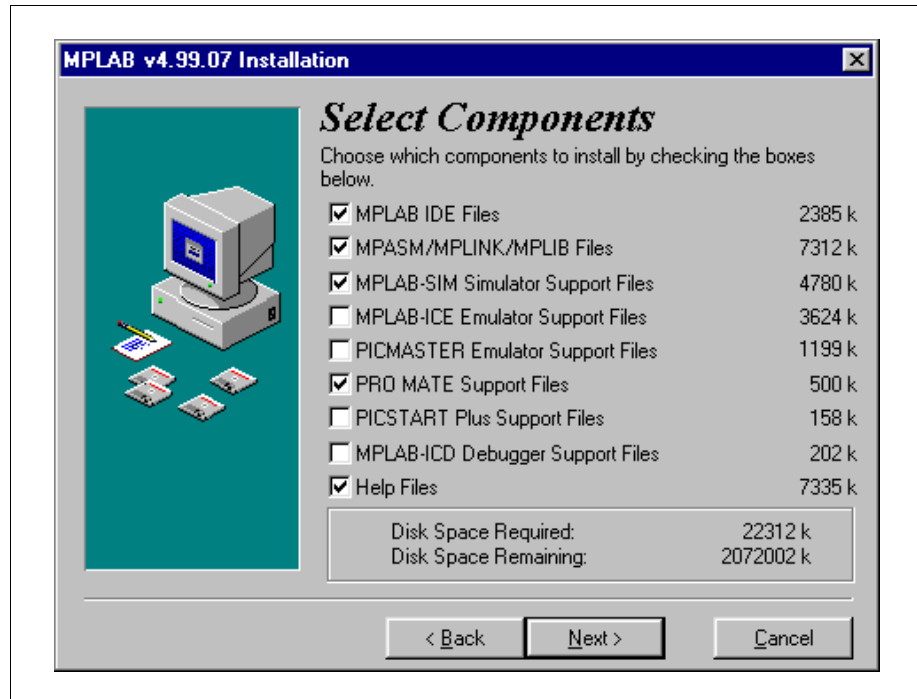 MPLAB v4.99.07 Installation
Select Components
Choose which components to install by checking the boxes
below.
MPLAB IDE Files 2385 k
MPASM/MPLINK/MPLIB Files 7312 k
MPLAB-SIM Simulator Support Files 4780 k
MPLAB-ICE Emulator Support Files 3624 k
PICMASTER Emulator Support Files 1199 k
PRO MATE Support Files 500 k
PICSTART Plus Support Files 158 k
MPLAB-ICD Debugger Support Files 202 k
Help Files 7335 k
Disk Space Required: 22312 k
Disk Space Remaining: 2072002 k
< Back Next > Cancel